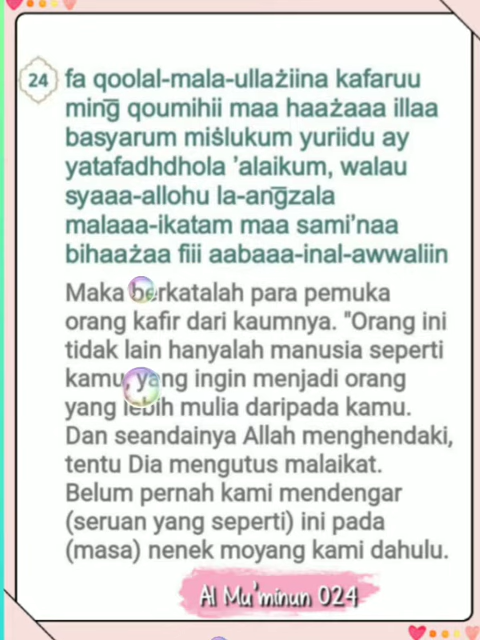 24
fa qoolal-mala-ullażiina kafaruu
ming̅ qoumihii maa haażaaa illaa
basyarum miṡlukum yuriidu ay
yatafadhdhola 'alaikum, walau
syaaa-allohu la-ang̅zala
malaaa-ikatam maa sami'naa
bihaażaa fiii aabaaa-inal-awwaliin
Maka berkatalah para pemuka
orang kafir dari kaumnya. "Orang ini
tidak lain hanyalah manusia seperti
kamu, yang ingin menjadi orang
yang lebih mulia daripada kamu.
Dan seandainya Allah menghendaki,
tentu Dia mengutus malaikat.
Belum pernah kami mendengar
(seruan yang seperti) ini pada
(masa) nenek moyang kami dahulu.
Al Mu'minun 024